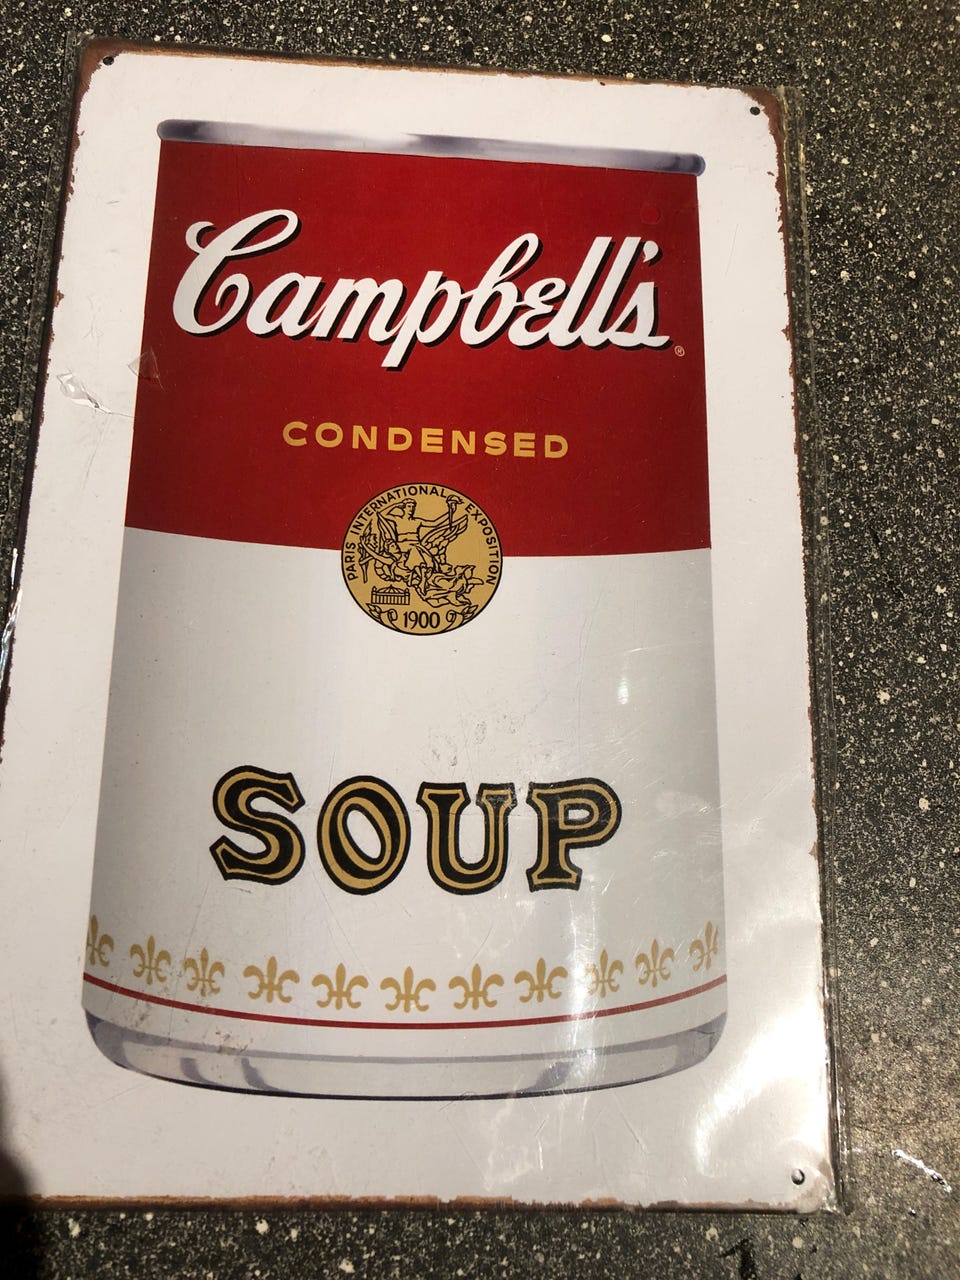 Campbell's®
CONDENSED
PARIS INTERNATIONAL EXPOSITION
1900
SOUP